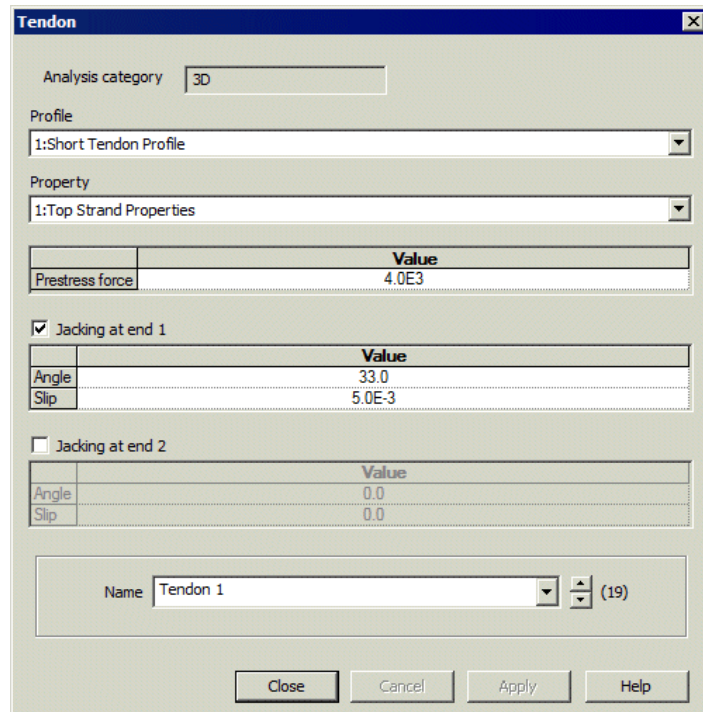 Tendon
Analysis category 3D
Profile
1:Short Tendon Profile
Property
1:Top Strand Properties
Value
Prestress force 4.0E3
Jacking at end 1
Value
Angle 33.0
Slip 5.0E-3
Jacking at end 2
Value
Angle 0.0
Slip 0.0
Name Tendon 1 (19)
Close Cancel Apply Help